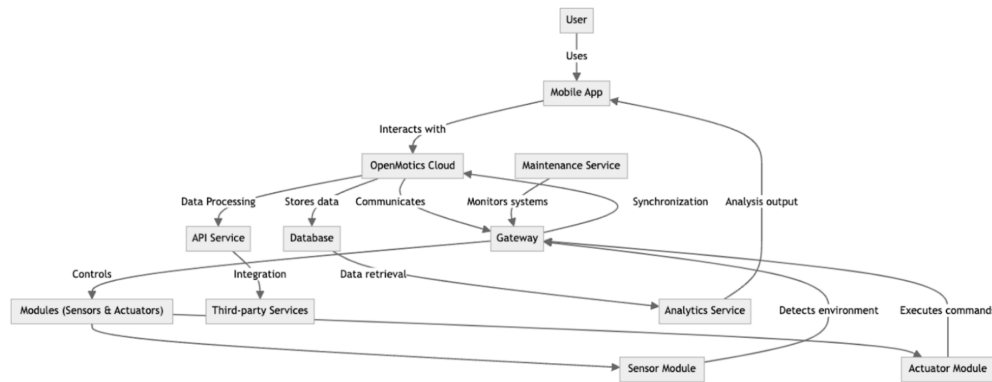 User
Uses
Mobile App
Interacts with
OpenMotics Cloud
Maintenance Service
Data Processing
Stores data
Communicates
Monitors systems
Synchronization
Analysis output
API Service
Database
Gateway
Controls
Integration
Data retrieval
Modules (Sensors & Actuators)
Third-party Services
Analytics Service
Detects environment
Executes commands
Sensor Module
Actuator Module